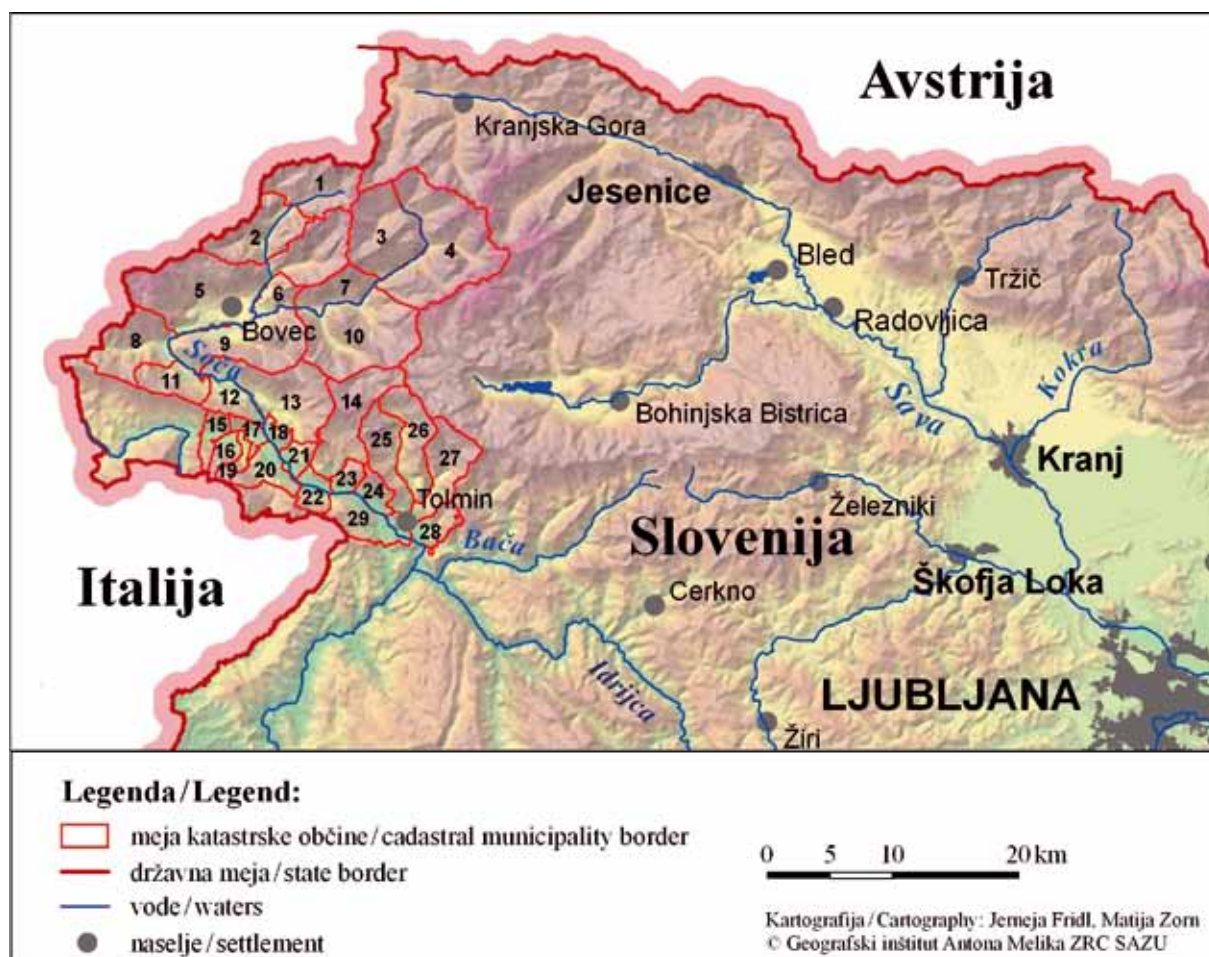 Avstrija
Kranjska Gora
Jesenice
1
2
3
4
Bled
Tržič
5
6
7
Bovec
Radovljica
8
Soča
9
10
Kokra
11
12
13
14
Bohinjska Bistrica
Sava
15
17
18
25
26
Kranj
16
21
27
19
20
23
24
Železniki
22
Tolmin
29
28
Bača
Slovenija
Škofja Loka
Italija
Cerkno
Idrijca
LJUBLJANA
Žiri
Legenda/Legend:
meja katastrske občine/cadastral municipality border
državna meja/state border
vode/waters
naselje/settlement
0 5 10 20 km
Kartografija/Cartography: Jerneja Fridl, Matija Zorn
© Geografski inštitut Antona Melika ZRC SAZU